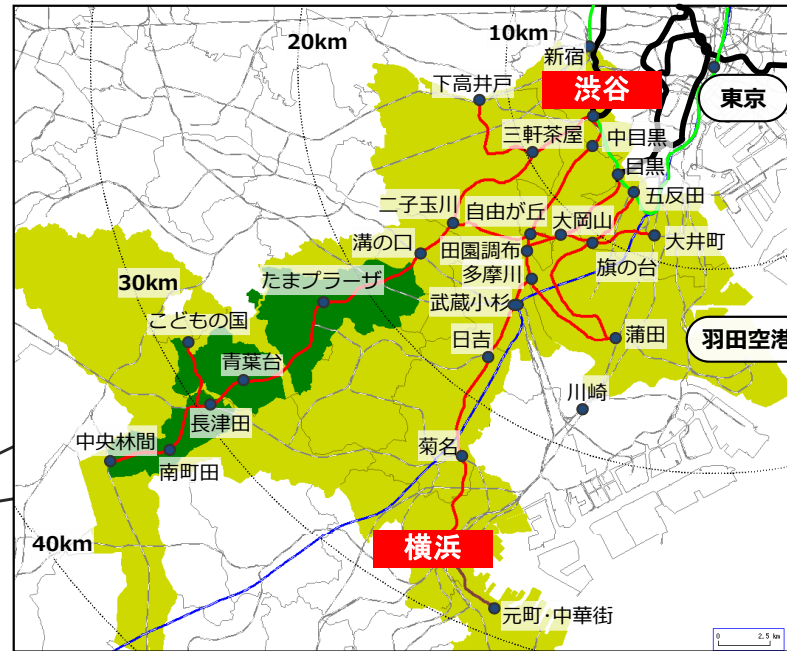 20km
10km
新宿
下高井戸
渋谷
東京
三軒茶屋
中目黒
目黒
五反田
二子玉川
自由が丘
大岡山
大井町
溝の口
田園調布
旗の台
30km
たまプラーザ
多摩川
こどもの国
武蔵小杉
羽田空港
青葉台
日吉
蒲田
長津田
川崎
中央林間
南町田
菊名
40km
横浜
元町・中華街
0 2.5 km